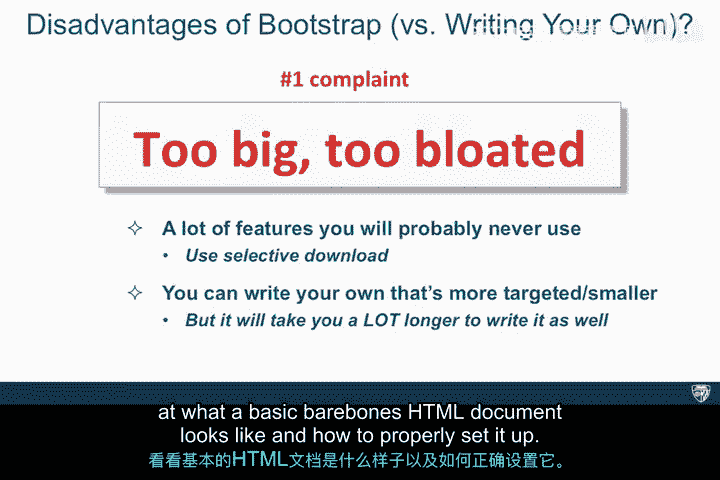 Disadvantages of Bootstrap (vs. Writing Your Own)?
#1 complaint
Too big, too bloated
✧ A lot of features you will probably never use
• Use selective download
✧ You can write your own that's more targeted/smaller
• But it will take you a LOT longer to write it as well
at what a basic barebones HTML document
looks like and how to properly set it up.
看看基本的HTML文档是什么样子以及如何正确设置它。